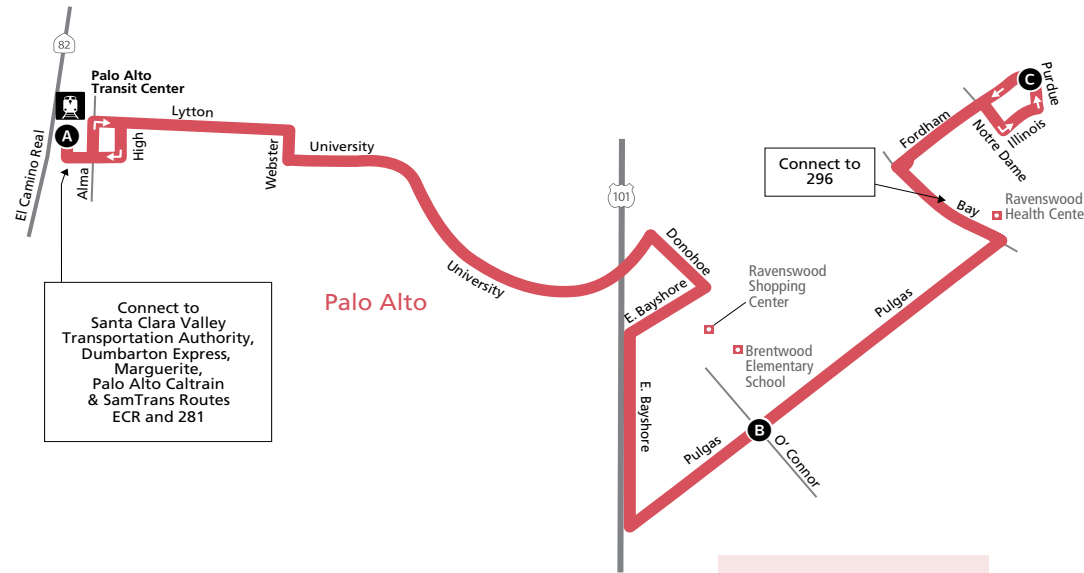 82
Palo Alto
Transit Center
A
El Camino Real
Alma
High
Lytton
Webster
University
University
Palo Alto
Connect to
Santa Clara Valley
Transportation Authority,
Dumbarton Express,
Marguerite,
Palo Alto Caltrain
& SamTrans Routes
ECR and 281
101
Donohoe
E. Bayshore
E. Bayshore
Ravenswood
Shopping
Center
Brentwood
Elementary
School
Pulgas
B
O' Connor
Pulgas
Connect to
296
Bay
Ravenswood
Health Cente
Fordham
Notre Dame
Illinois
Purdue
C